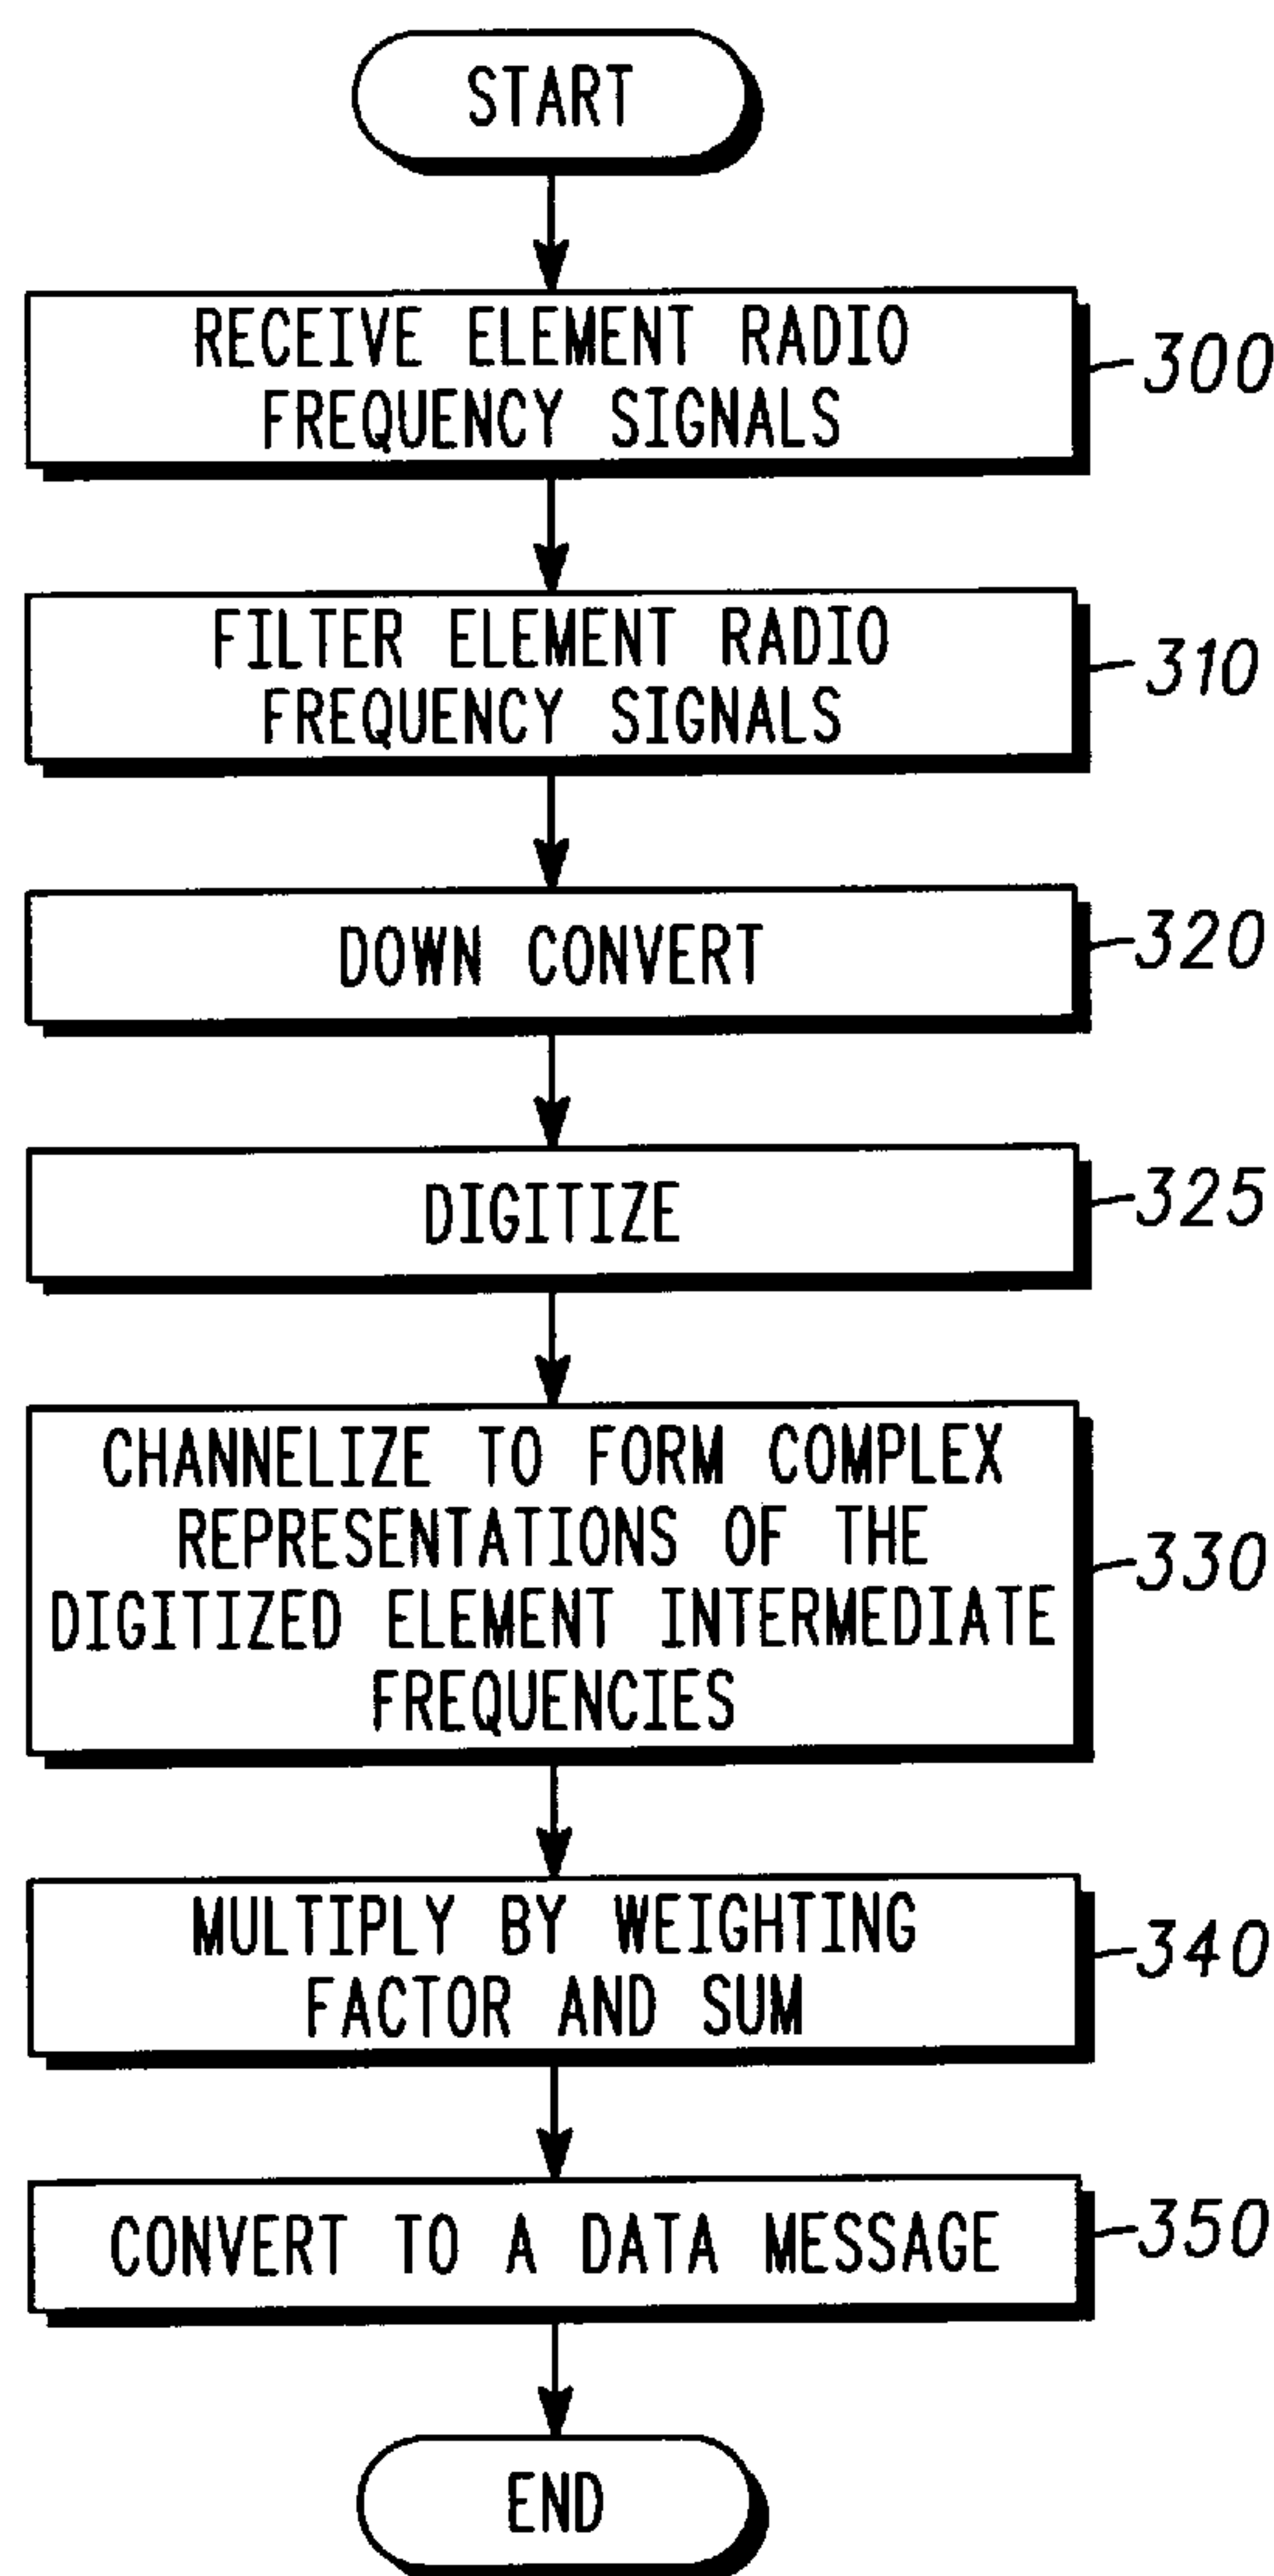 START
RECEIVE ELEMENT RADIO
FREQUENCY SIGNALS
300
FILTER ELEMENT RADIO
FREQUENCY SIGNALS
310
DOWN CONVERT
320
DIGITIZE
325
CHANNELIZE TO FORM COMPLEX
REPRESENTATIONS OF THE
DIGITIZED ELEMENT INTERMEDIATE
FREQUENCIES
330
MULTIPLY BY WEIGHTING
FACTOR AND SUM
340
CONVERT TO A DATA MESSAGE
350
END